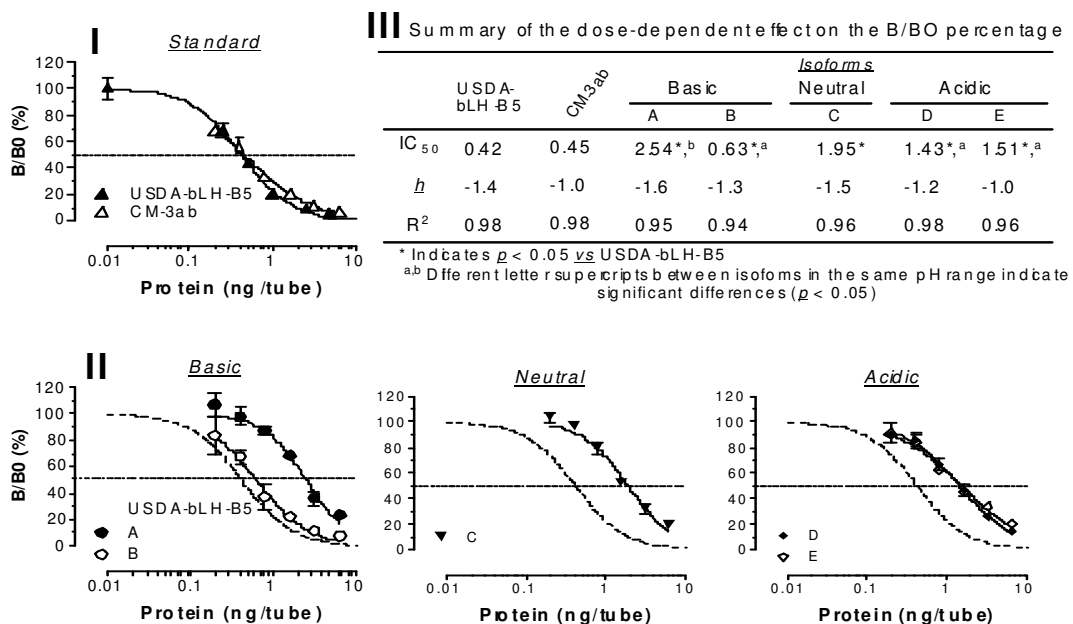 I
Standard
120
100
80
60
40
20
0
B/B0 (%)
USDA-bLH-B5
CM-3ab
0.01 0.1 1 10
Protein (ng/tube)
III Summary of the dose-dependent effect on the B/BO percentage
Isoforms
USDA-bLH-B5 CM-3ab Basic Neutral Acidic
A B C D E
IC50 0.42 0.45 2.54*,b 0.63*,a 1.95* 1.43*,a 1.51*,a
h -1.4 -1.0 -1.6 -1.3 -1.5 -1.2 -1.0
R2 0.98 0.98 0.95 0.94 0.96 0.98 0.96
* Indicates p < 0.05 vs USDA-bLH-B5
a,b Different letter supercripts between isofoms in the same pH range indicate
significant differences (p < 0.05)
II
Basic
120
100
80
60
40
20
0
B/B0 (%)
USDA-bLH-B5
A
B
0.01 0.1 1 10
Protein (ng/tube)
Neutral
120
100
80
60
40
20
0
C
0.01 0.1 1 10
Protein (ng/tube)
Acidic
120
100
80
60
40
20
0
D
E
0.01 0.1 1 10
Protein (ng/tube)